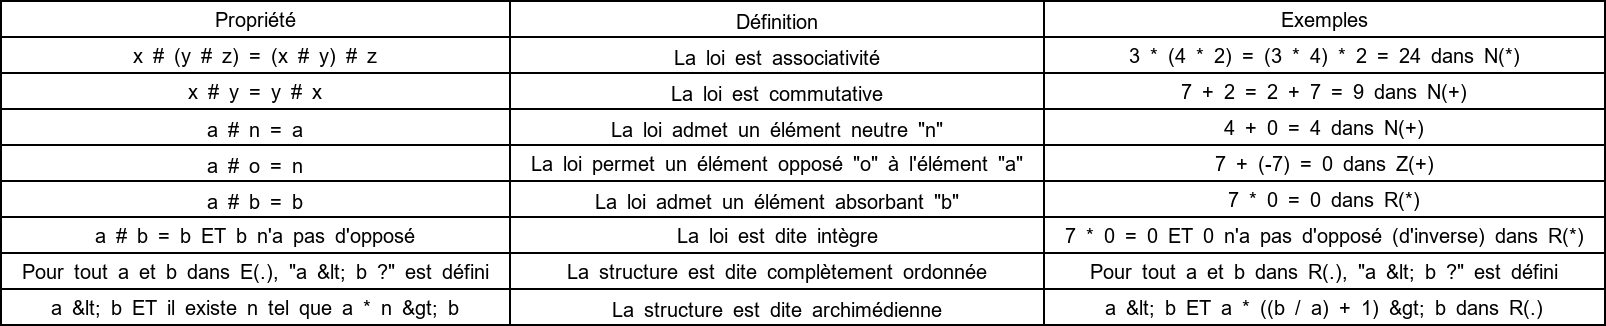 Propriété Définition Exemples
x # (y # z) = (x # y) # z La loi est associativité 3 * (4 * 2) = (3 * 4) * 2 = 24 dans N(*)
x # y = y # x La loi est commutative 7 + 2 = 2 + 7 = 9 dans N(+)
a # n = a La loi admet un élément neutre "n" 4 + 0 = 4 dans N(+)
a # o = n La loi permet un élément opposé "o" à l'élément "a" 7 + (-7) = 0 dans Z(+)
a # b = b La loi admet un élément absorbant "b" 7 * 0 = 0 dans R(*)
a # b = b ET b n'a pas d'opposé La loi est dite intègre 7 * 0 = 0 ET 0 n'a pas d'opposé (d'inverse) dans R(*)
Pour tout a et b dans E(.), "a &lt; b ?" est défini La structure est dite complètement ordonnée Pour tout a et b dans R(.), "a &lt; b ?" est défini
a &lt; b ET il existe n tel que a * n &gt; b La structure est dite archimédienne a &lt; b ET a * ((b / a) + 1) &gt; b dans R(.)